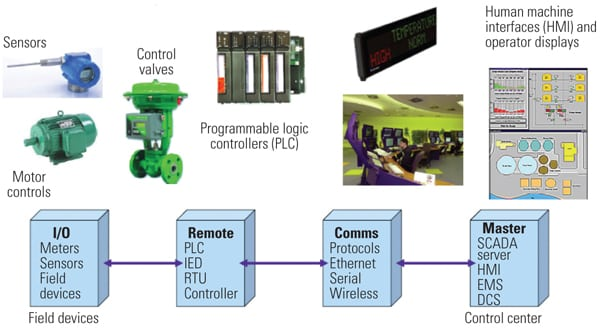 Sensors
Control
valves
Motor
controls
Programmable logic
controllers (PLC)
TEMPERATURE
HIGH NORM
Human machine
interfaces (HMI) and
operator displays
I/O
Meters
Sensors
Field
devices
Field devices
Remote
PLC
IED
RTU
Controller
Comms
Protocols
Ethernet
Serial
Wireless
Master
SCADA
server
HMI
EMS
DCS
Control center